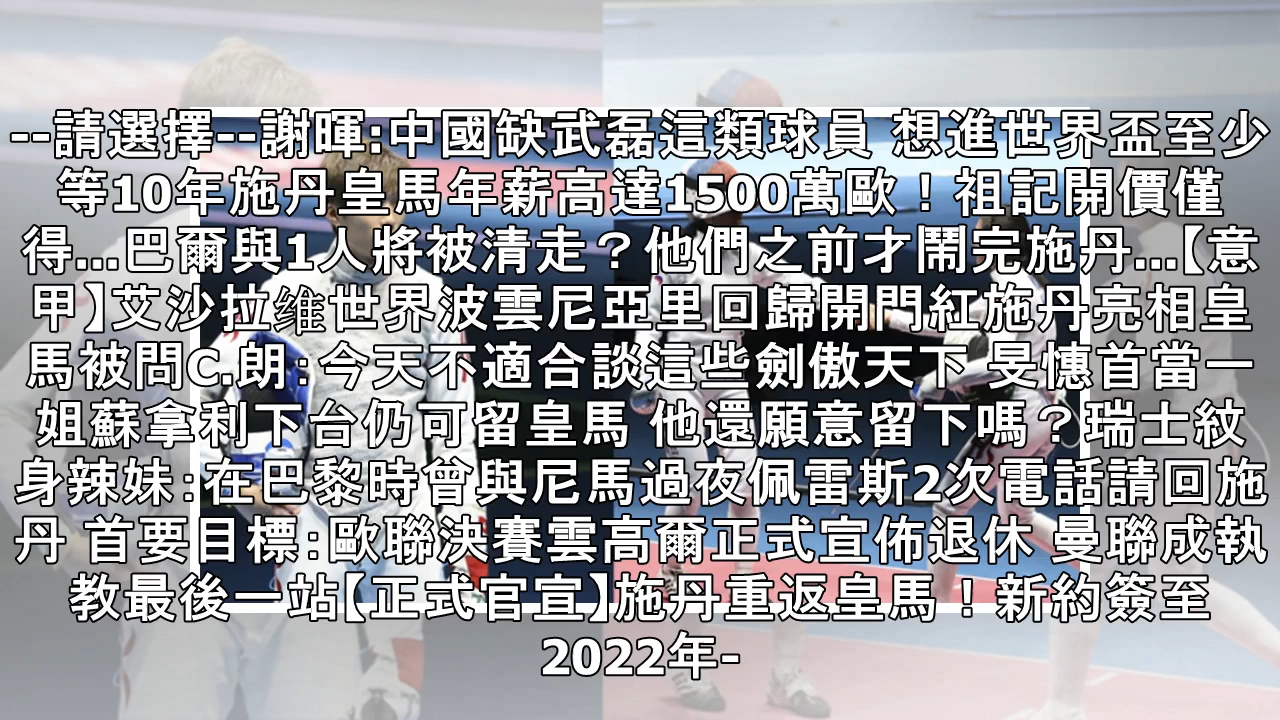 --請選擇--謝暉:中國缺武磊這類球員 想進世界盃至少
等10年施丹皇馬年薪高達1500萬歐！祖記開價僅
得...巴爾與1人將被清走？他們之前才鬧完施丹...【意
甲】艾沙拉维世界波雲尼亞里回歸開門紅施丹亮相皇
馬被問C.朗：今天不適合談這些劍傲天下 旻憓首當一
姐蘇拿利下台仍可留皇馬 他還願意留下嗎？瑞士紋
身辣妹：在巴黎時曾與尼馬過夜佩雷斯2次電話請回施
丹 首要目標：歐聯決賽雲高爾正式宣佈退休 曼聯成執
教最後一站【正式官宣】施丹重返皇馬！新約簽至
2022年-